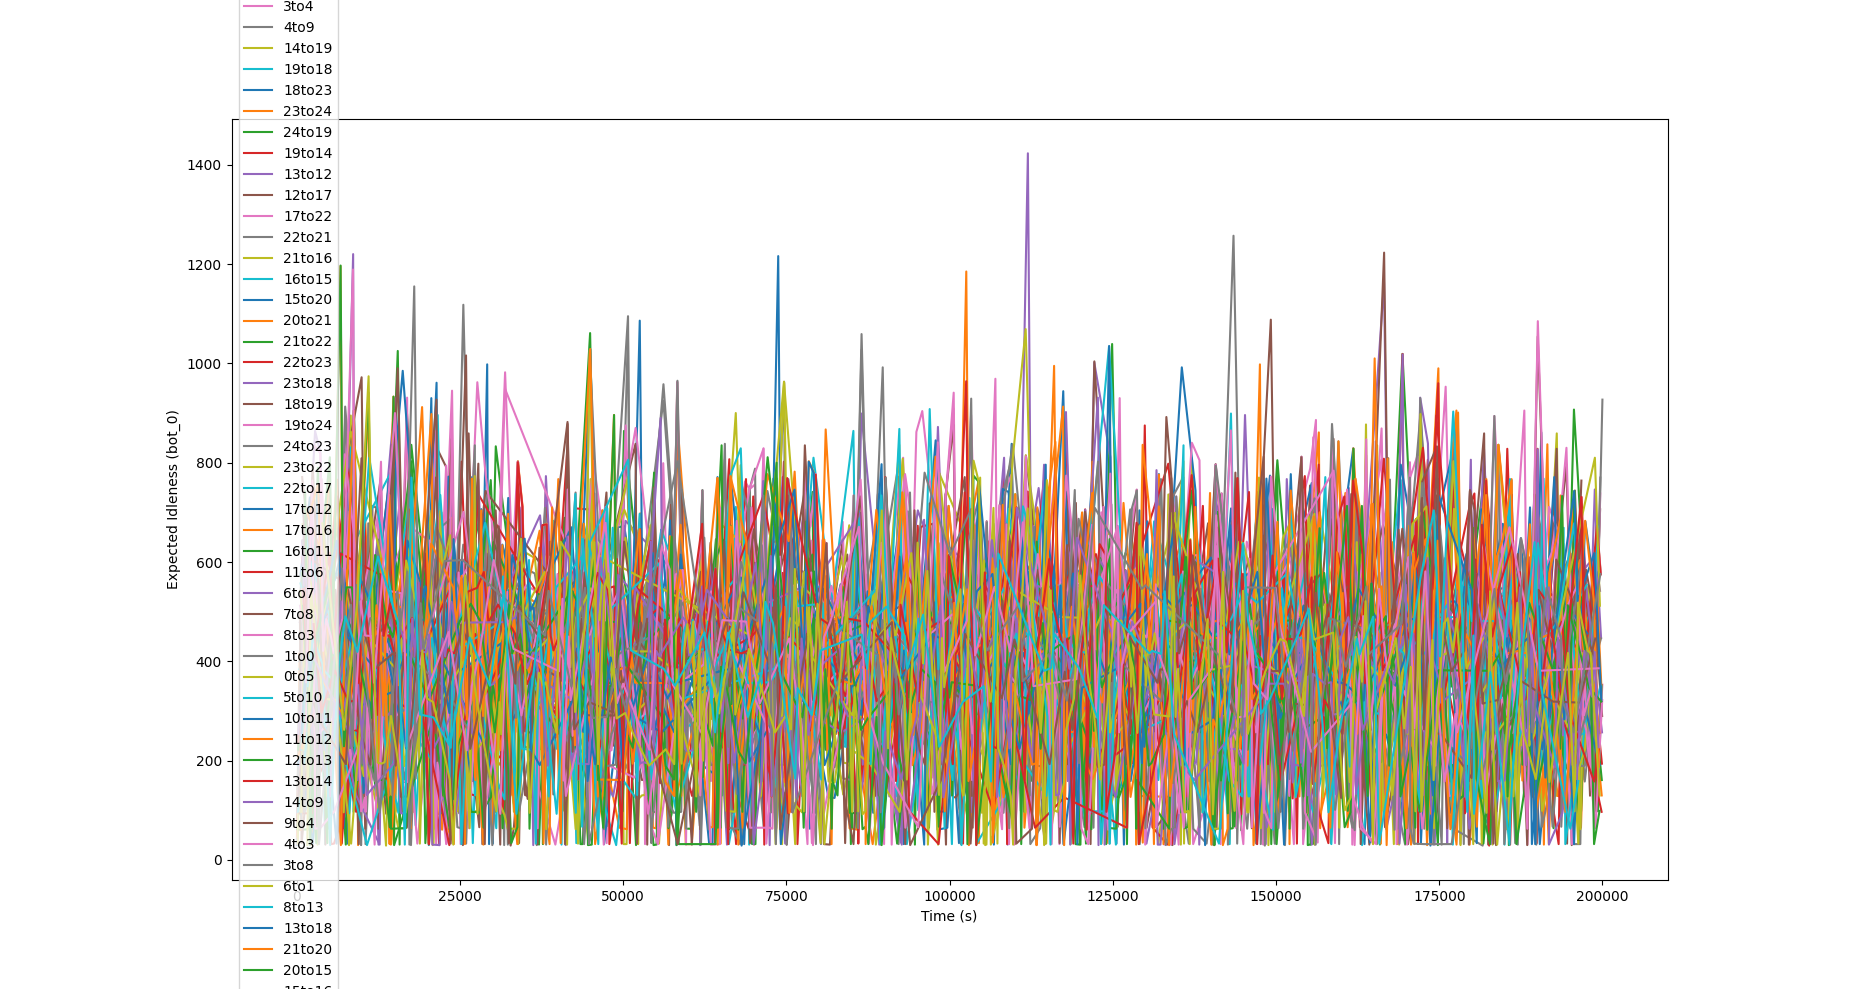 3to4
4to9
14to19
19to18
18to23
23to24
24to19
19to14
13to12
12to17
17to22
22to21
21to16
16to15
15to20
20to21
21to22
22to23
23to18
18to19
19to24
24to23
23to22
22to17
17to12
17to16
16to11
11to6
6to7
7to8
8to3
1to0
0to5
5to10
10to11
11to12
12to13
13to14
14to9
9to4
4to3
3to8
6to1
8to13
13to18
21to20
20to15
15to16
1400
1200
1000
800
600
400
200
0
Expected Idleness (bot_0)
0 25000 50000 75000 100000 125000 150000 175000 200000
Time (s)